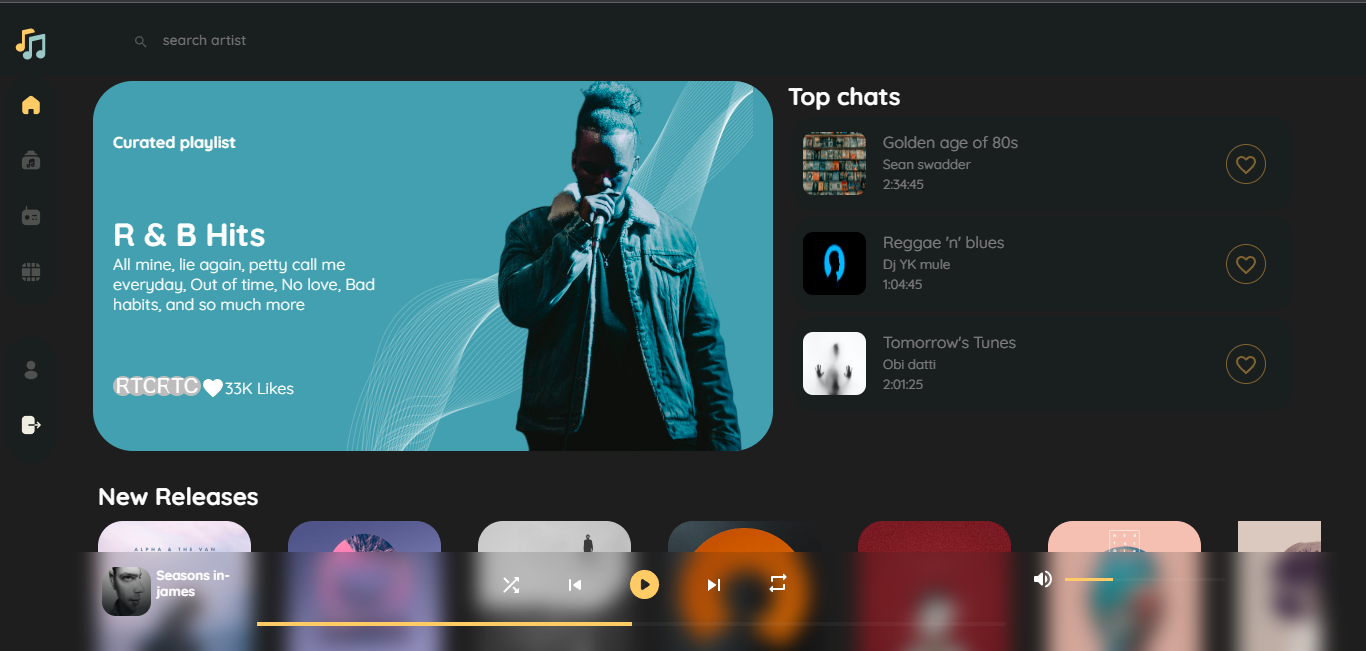 search artist
Curated playlist
R & B Hits
All mine, lie again, petty call me
everyday, Out of time, No love, Bad
habits, and so much more
RTCRTC 33K Likes
Top chats
Golden age of 80s
Sean swadder
2:34:45
Reggae 'n' blues
Dj YK mule
1:04:45
Tomorrow's Tunes
Obi datti
2:01:25
New Releases
ALPHA & THE VAN
Seasons in-
james